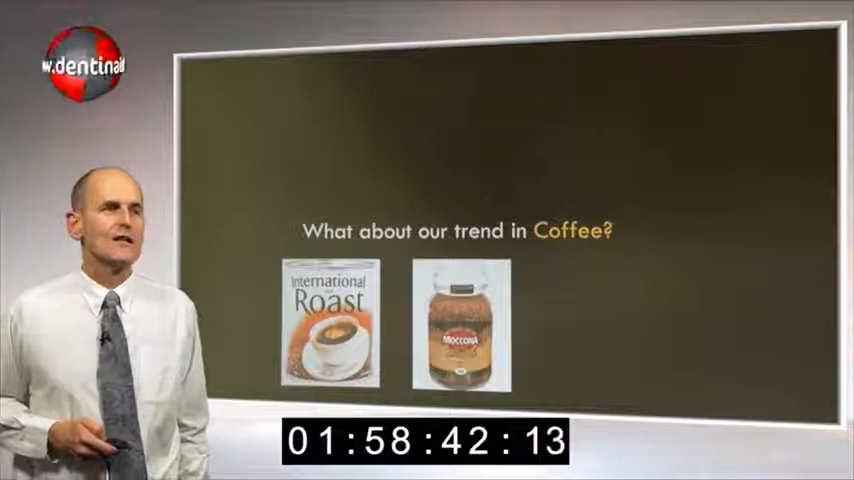 w.dentinal
What about our trend in Coffee?
International
Roast
MOCCONA
01:58:42:13